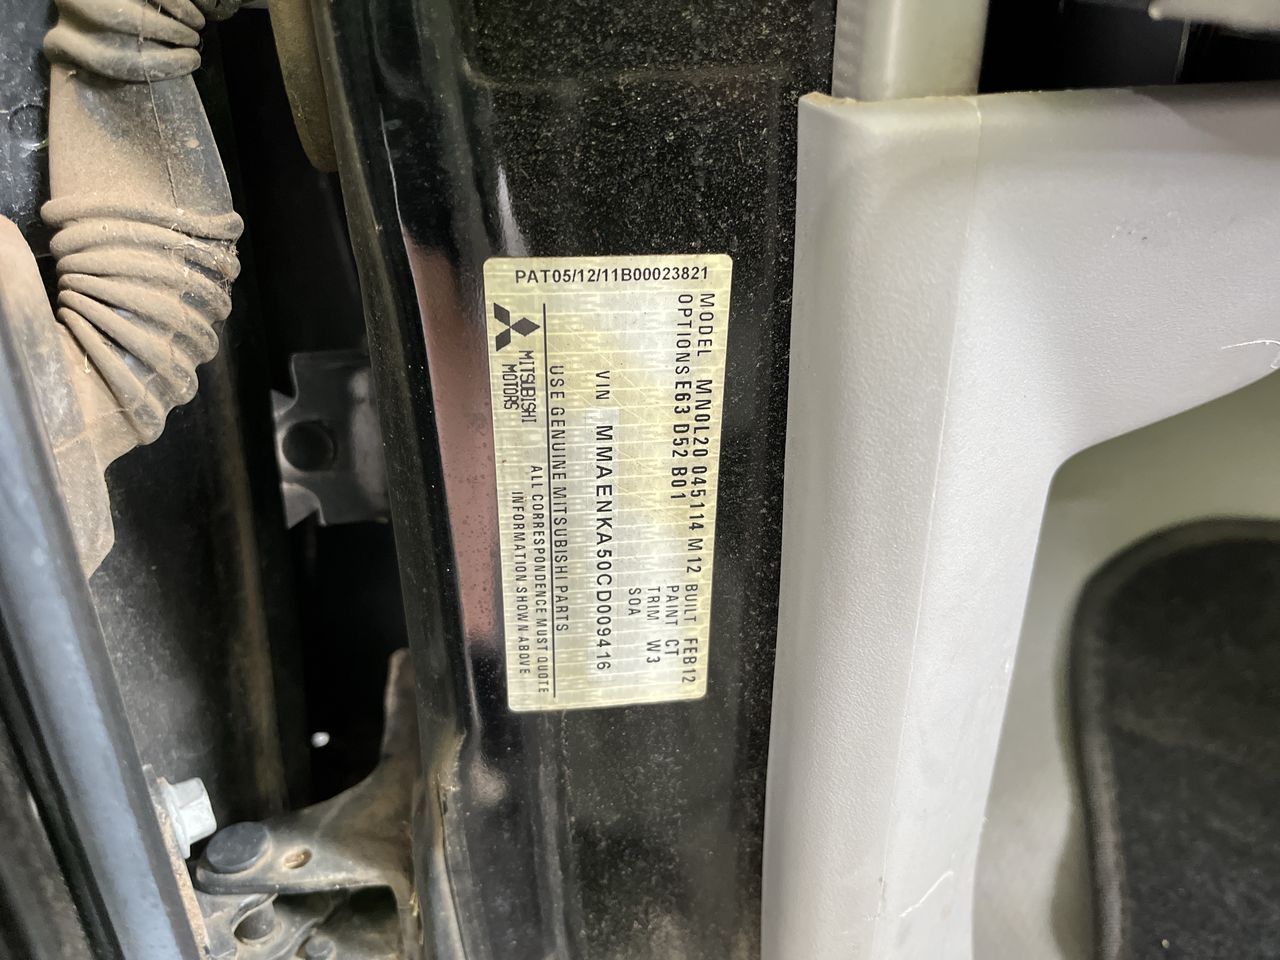 PAT05/12/11B00023821
MODEL MN0L20 045114 M12 BUILT FEB12
OPTIONS E63 D52 B01 PAINT CT
TRIM W3
SOA
VIN MMAENKA50CD009416
USE GENUINE MITSUBISHI PARTS
ALL CORRESPONDENCE MUST QUOTE
INFORMATION SHOWN ABOVE
MITSUBISHI
MOTORS